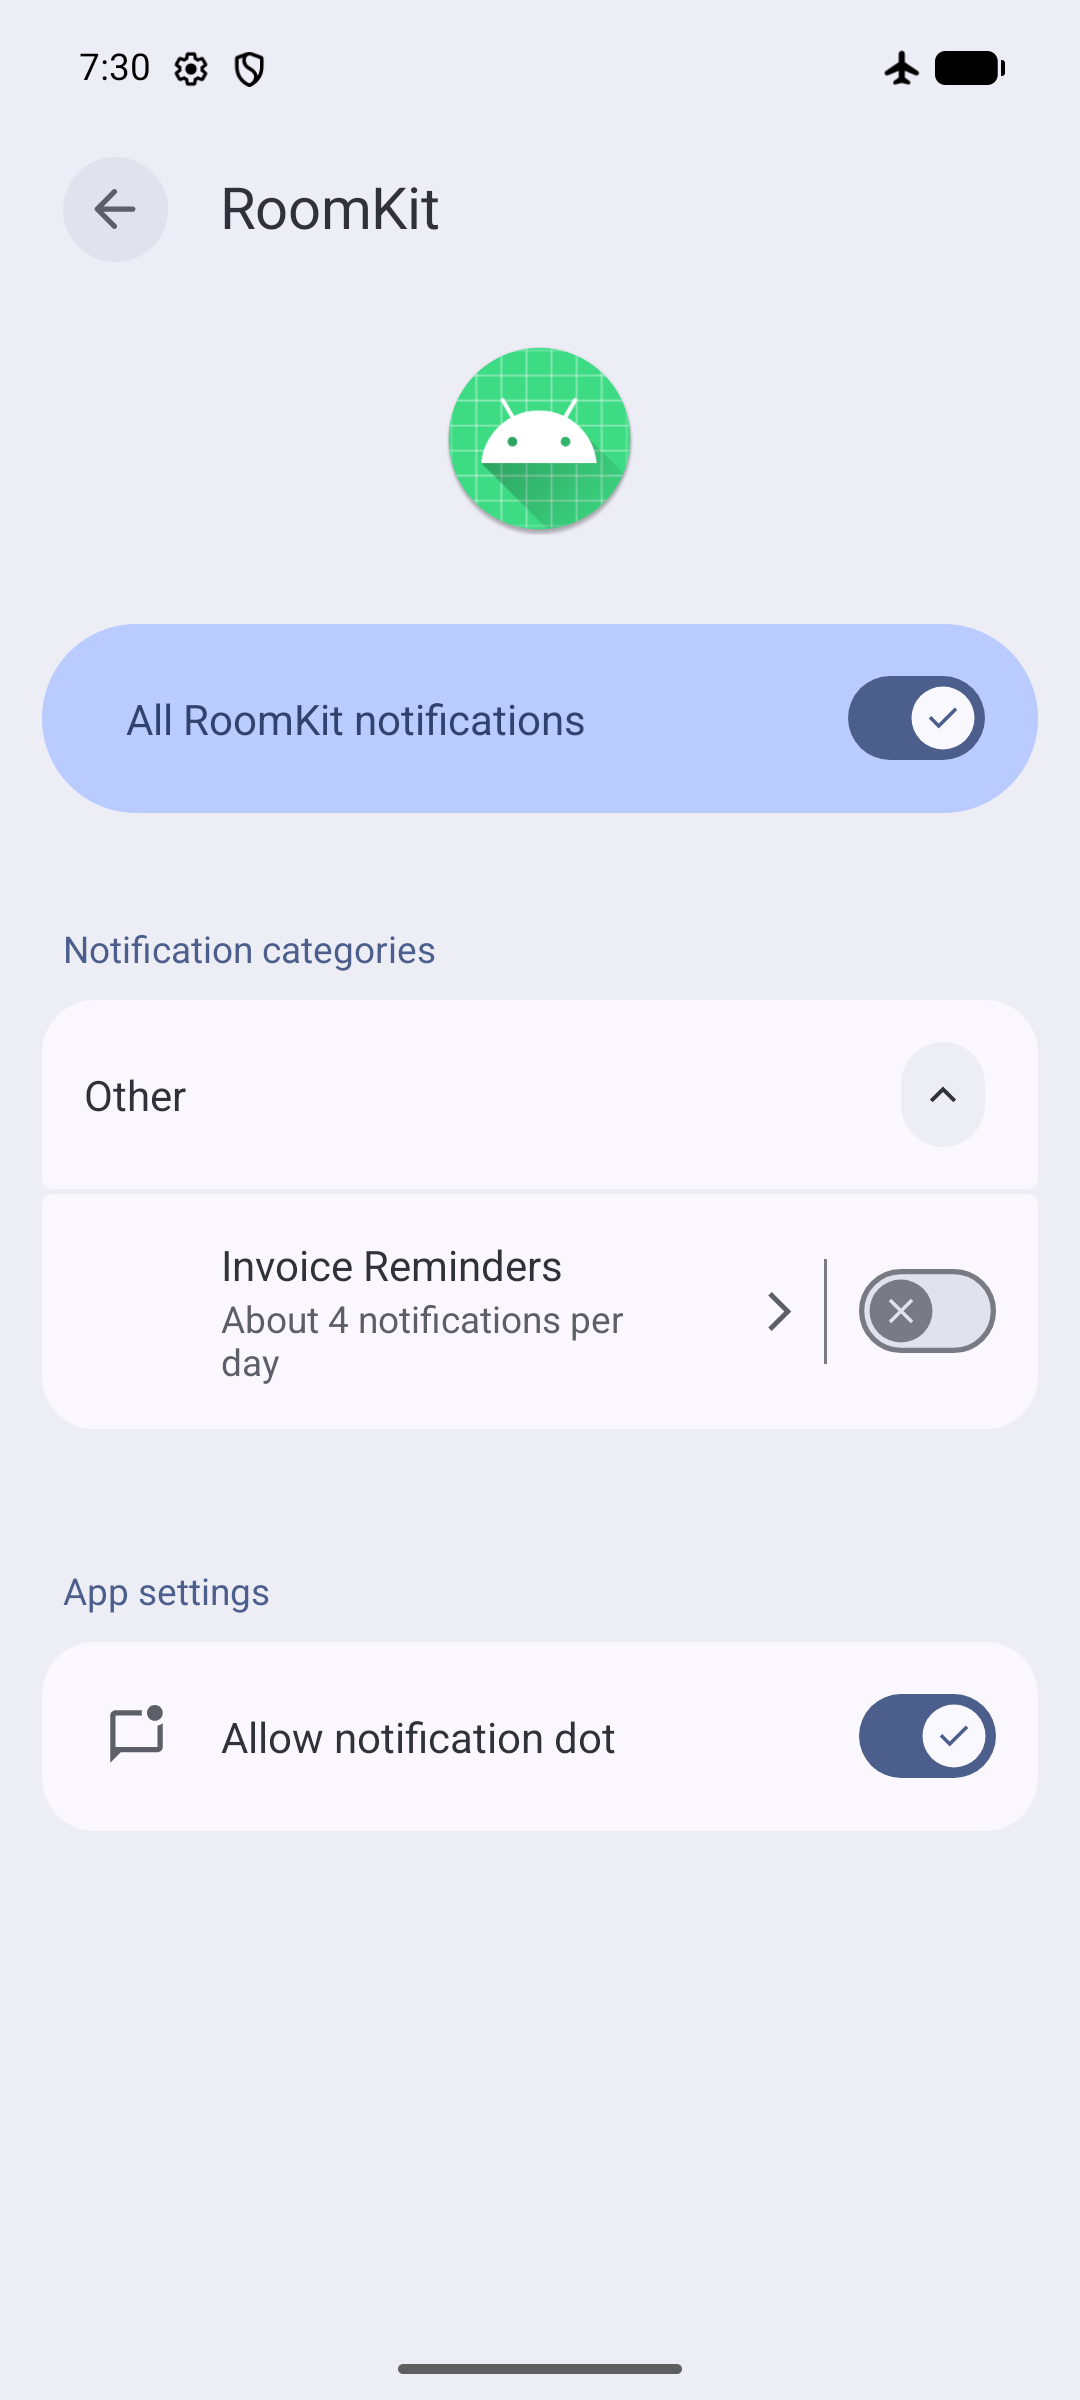 7:30
RoomKit
All RoomKit notifications
Notification categories
Other
Invoice Reminders
About 4 notifications per
day
App settings
Allow notification dot